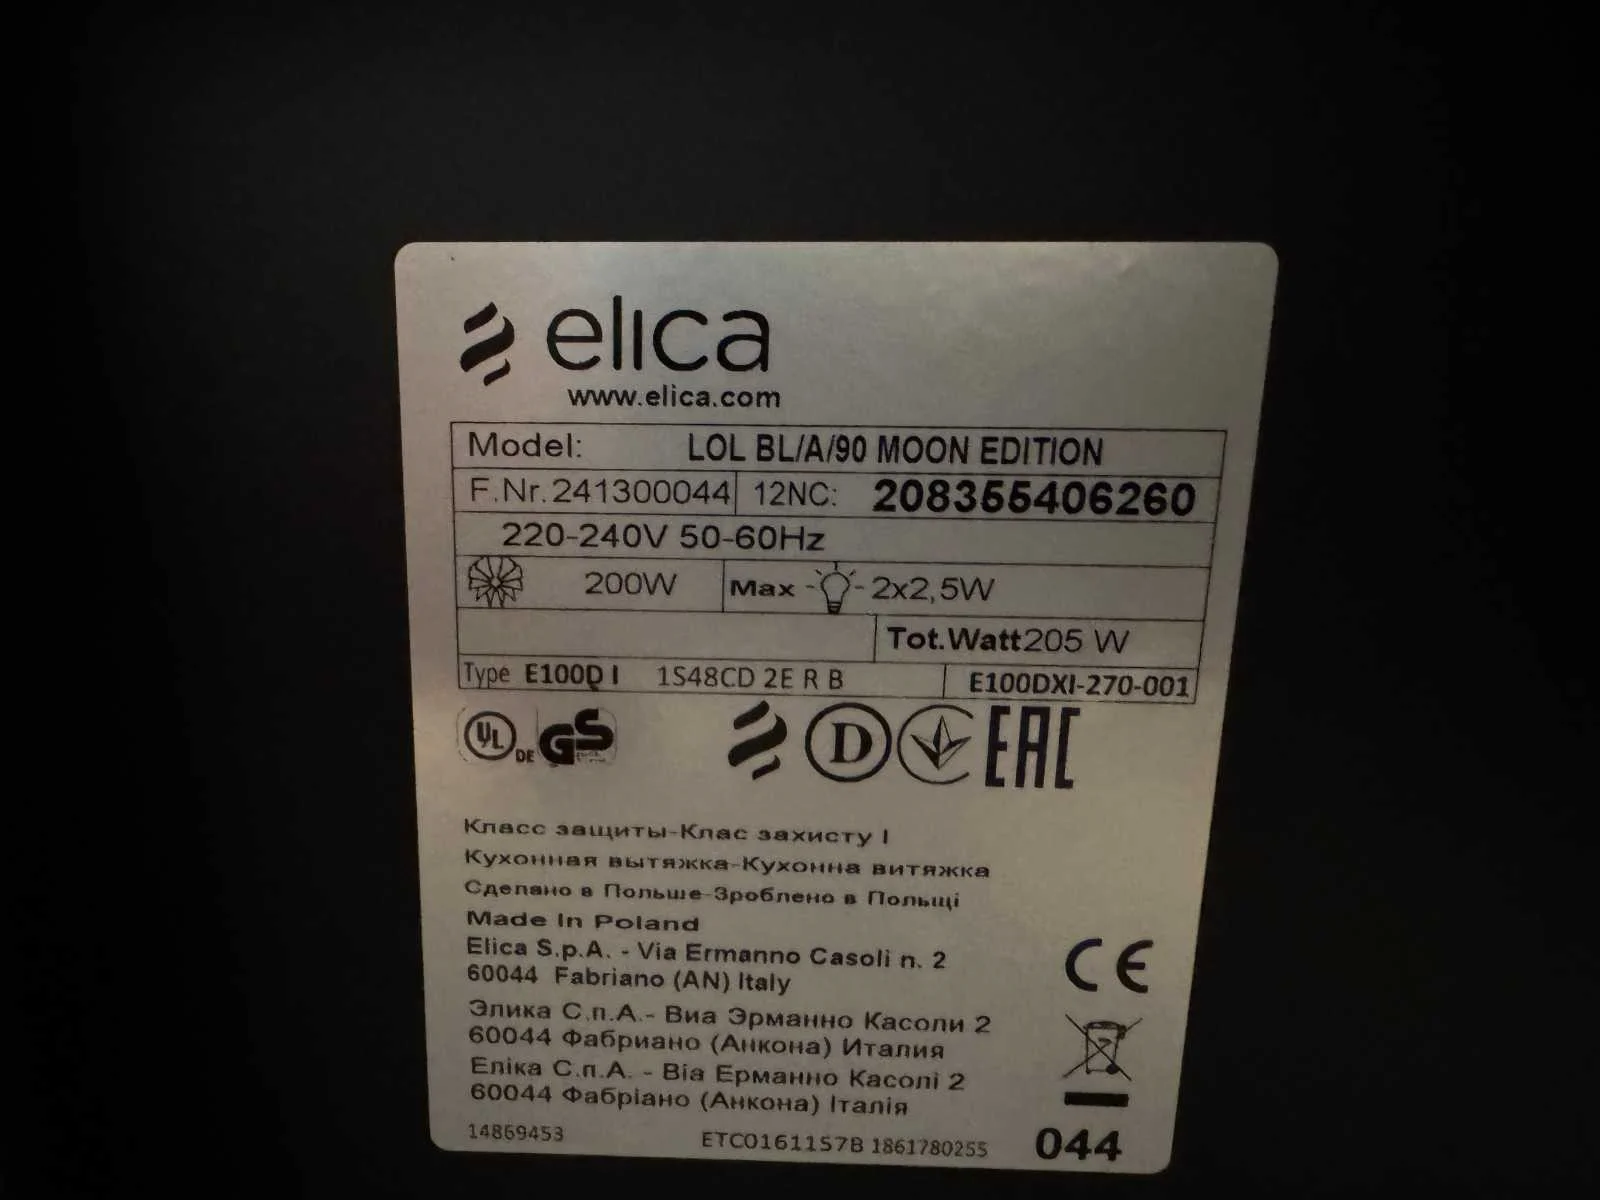 elica
www.elica.com
Model: LOL BL/A/90 MOON EDITION
F.Nr.241300044 12NC: 208355406260
220-240V 50-60Hz
200W Max 2x2,5W
Tot.Watt205 W
Type E100D I 1S48CD 2E R B E100DXI-270-001
UL DE GS D EAC
Класс защиты-Клас захисту I
Кухонная вытяжка-Кухонна витяжка
Сделано в Польше-Зроблено в Польщі
Made In Poland
Elica S.p.A. - Via Ermanno Casoli n. 2
60044 Fabriano (AN) Italy
CE
Элика С.п.А.- Виа Эрманно Касоли 2
60044 Фабриано (Анкона) Италия
Еліка С.п.А. - Віа Ерманно Касолі 2
60044 Фабріано (Анкона) Італія
14869453 ETC0161157B 1861780255 044